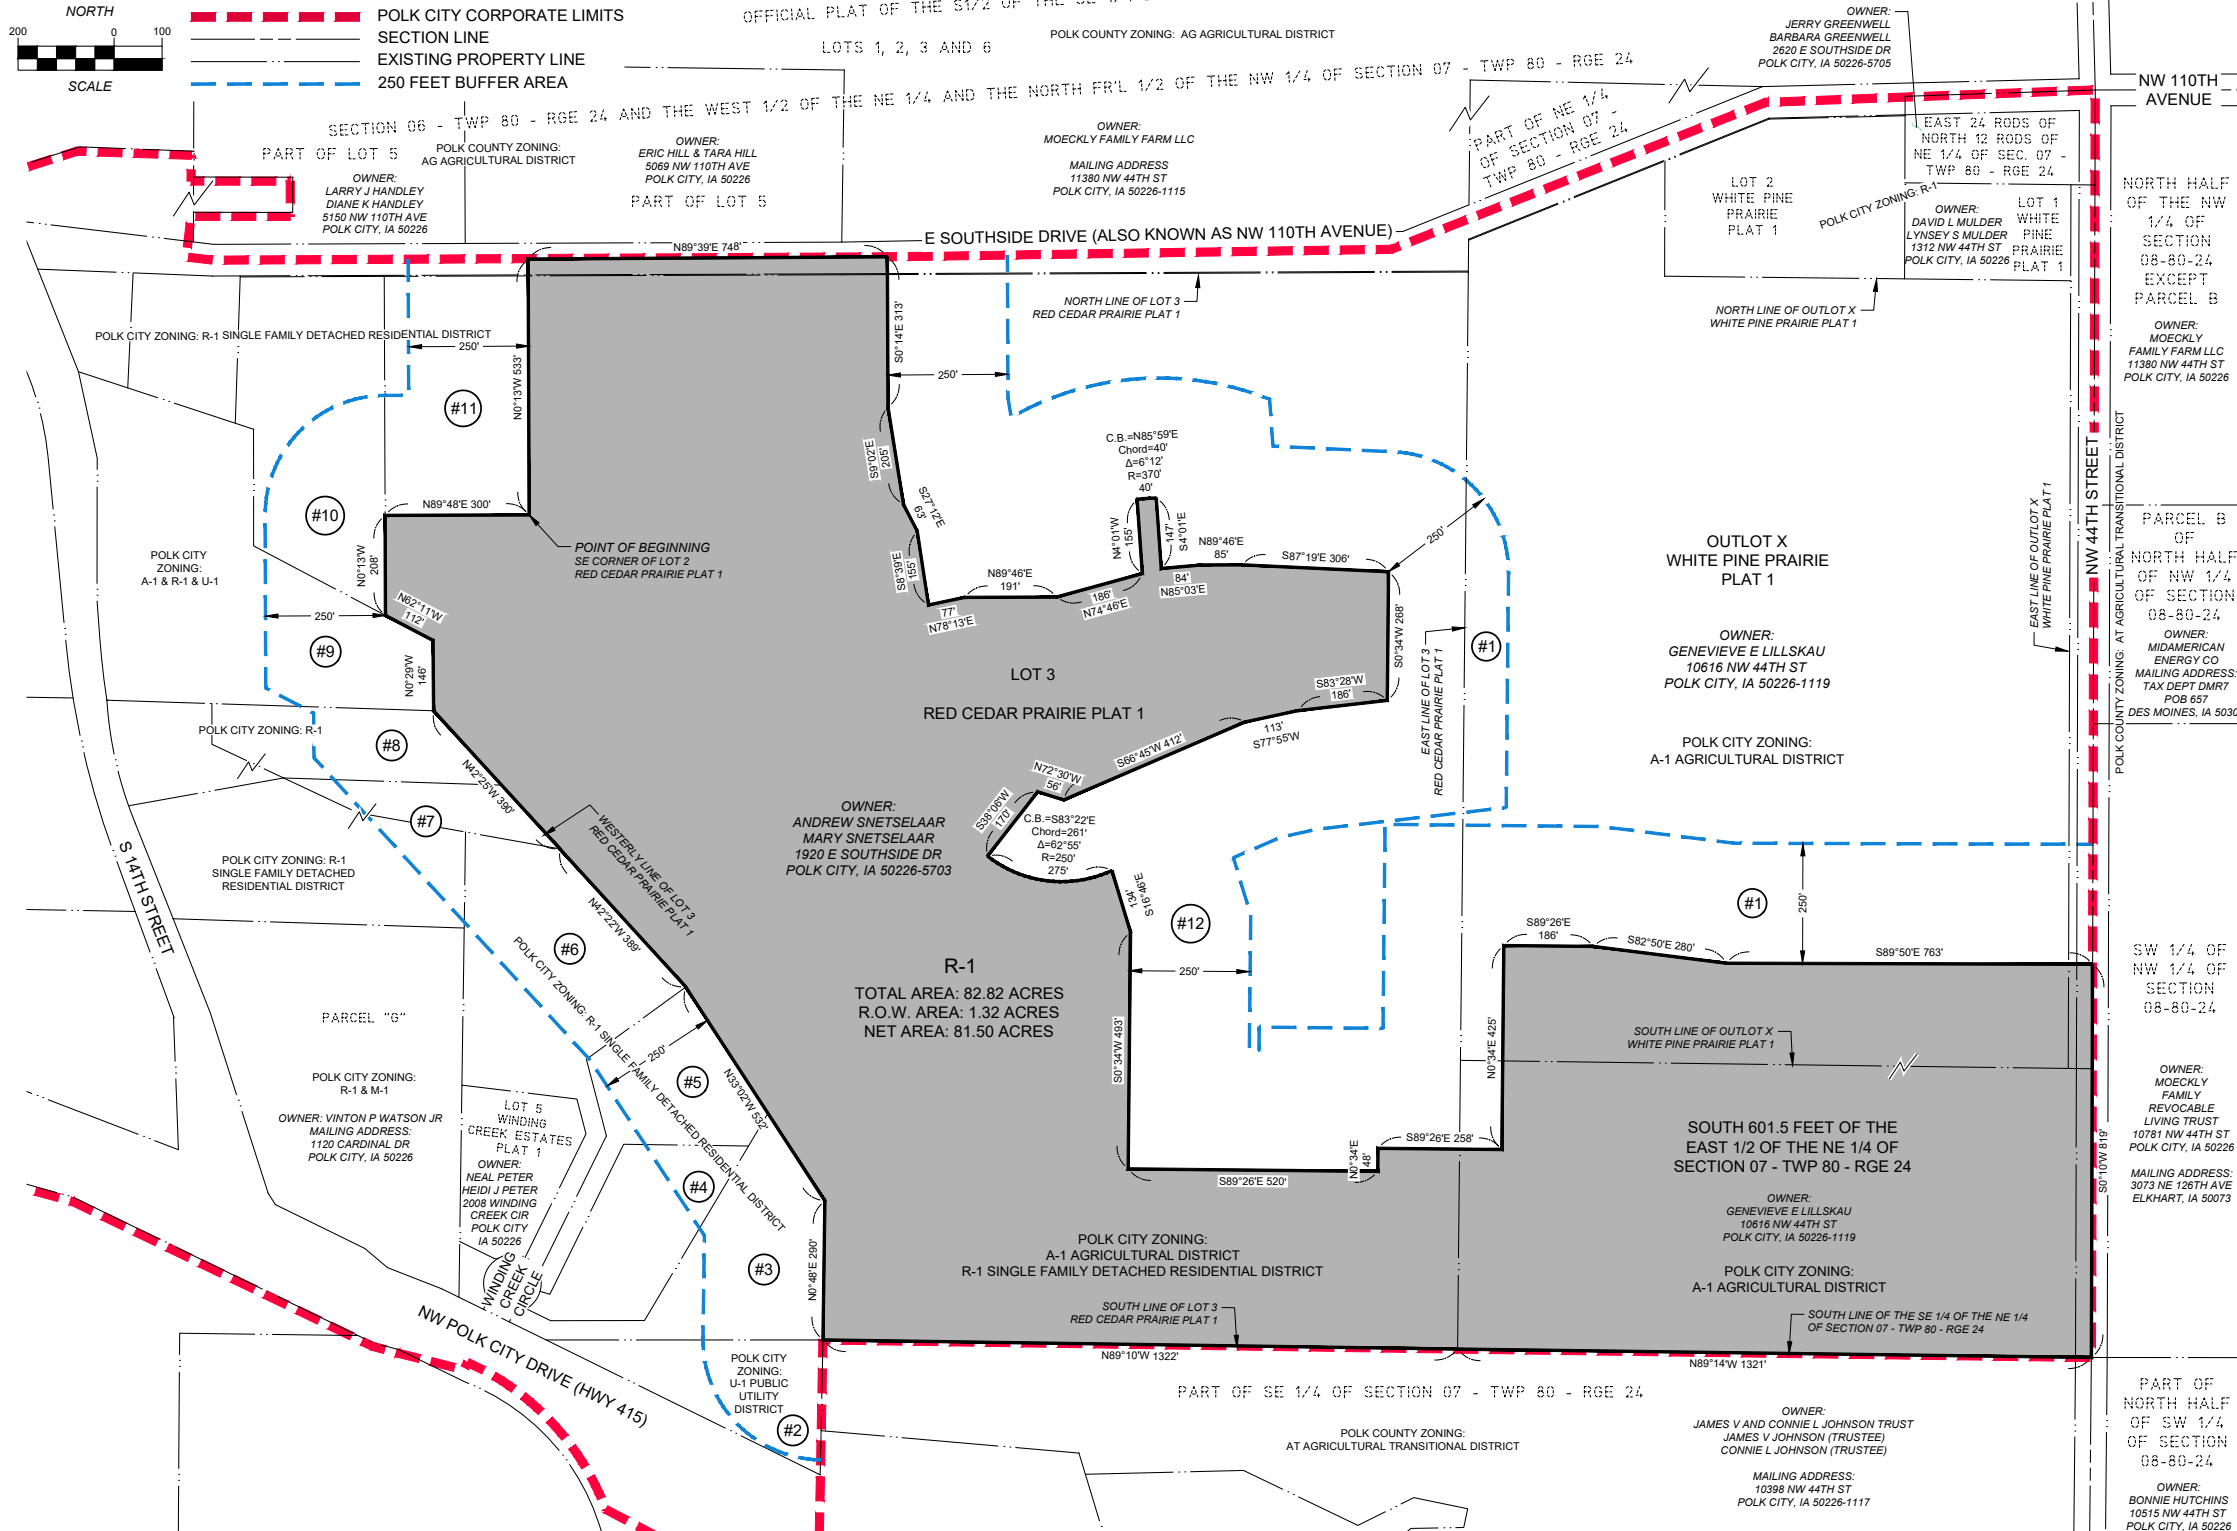 NORTH
200 0 100
SCALE
POLK CITY CORPORATE LIMITS
SECTION LINE
EXISTING PROPERTY LINE
250 FEET BUFFER AREA
OFFICIAL PLAT OF THE S1/2 OF THE SE 1/4
LOTS 1, 2, 3 AND 6
POLK COUNTY ZONING: AG AGRICULTURAL DISTRICT
SECTION 06 - TWP 80 - RGE 24 AND THE WEST 1/2 OF THE NE 1/4 AND THE NORTH FR'L 1/2 OF THE NW 1/4 OF SECTION 07 - TWP 80 - RGE 24
OWNER:
JERRY GREENWELL
BARBARA GREENWELL
2620 E SOUTHSIDE DR
POLK CITY, IA 50226-5705
NW 110TH
AVENUE
PART OF LOT 5
POLK COUNTY ZONING:
AG AGRICULTURAL DISTRICT
OWNER:
LARRY J HANDLEY
DIANE K HANDLEY
5150 NW 110TH AVE
POLK CITY, IA 50226
OWNER:
ERIC HILL & TARA HILL
5069 NW 110TH AVE
POLK CITY, IA 50226
PART OF LOT 5
OWNER:
MOECKLY FAMILY FARM LLC
MAILING ADDRESS
11380 NW 44TH ST
POLK CITY, IA 50226-1115
PART OF NE 1/4
OF SECTION 07 -
TWP 80 - RGE 24
EAST 24 RODS OF
NORTH 12 RODS OF
NE 1/4 OF SEC. 07 -
TWP 80 - RGE 24
LOT 2
WHITE PINE
PRAIRIE
PLAT 1
POLK CITY ZONING: R-1
OWNER:
DAVID L MULDER
LYNSEY S MULDER
1312 NW 44TH ST
POLK CITY, IA 50226
LOT 1
WHITE
PINE
PRAIRIE
PLAT 1
NORTH HALF
OF THE NW
1/4 OF
SECTION
08-80-24
EXCEPT
PARCEL B
OWNER:
MOECKLY
FAMILY FARM LLC
11380 NW 44TH ST
POLK CITY, IA 50226
N89°39'E 748'
E SOUTHSIDE DRIVE (ALSO KNOWN AS NW 110TH AVENUE)
NORTH LINE OF LOT 3
RED CEDAR PRAIRIE PLAT 1
NORTH LINE OF OUTLOT X
WHITE PINE PRAIRIE PLAT 1
POLK CITY ZONING: R-1 SINGLE FAMILY DETACHED RESIDENTIAL DISTRICT
250'
N0°13'W 533'
S0°14'E 313'
250'
#11
S9°02'E
205'
S27°12'E
63'
S8°39'E
155'
C.B.=N85°59'E
Chord=40'
Δ=6°12'
R=370'
40'
N4°01'W
155'
147'
S4°01'E
N89°46'E
85'
S87°19'E 306'
250'
84'
N85°03'E
186'
N74°46'E
N89°46'E
191'
77'
N78°13'E
N89°48'E 300'
#10
POINT OF BEGINNING
SE CORNER OF LOT 2
RED CEDAR PRAIRIE PLAT 1
POLK CITY
ZONING:
A-1 & R-1 & U-1
N0°13'W
208'
N62°11'W
112'
250'
#9
N0°29'W
146'
LOT 3
RED CEDAR PRAIRIE PLAT 1
S0°34'W 268'
S83°28'W
186'
113'
S77°55'W
S66°45'W 412'
N72°30'W
56'
S38°06'W
170'
EAST LINE OF LOT 3
RED CEDAR PRAIRIE PLAT 1
#1
OUTLOT X
WHITE PINE PRAIRIE
PLAT 1
OWNER:
GENEVIEVE E LILLSKAU
10616 NW 44TH ST
POLK CITY, IA 50226-1119
POLK CITY ZONING:
A-1 AGRICULTURAL DISTRICT
EAST LINE OF OUTLOT X
WHITE PINE PRAIRIE PLAT 1
NW 44TH STREET
POLK COUNTY ZONING: AT AGRICULTURAL TRANSITIONAL DISTRICT
PARCEL B
OF
NORTH HALF
OF NW 1/4
OF SECTION
08-80-24
OWNER:
MIDAMERICAN
ENERGY CO
MAILING ADDRESS:
TAX DEPT DMR7
POB 657
DES MOINES, IA 5030
POLK CITY ZONING: R-1
#8
#7
N42°25'W 390'
WESTERLY LINE OF LOT 3
RED CEDAR PRAIRIE PLAT 1
OWNER:
ANDREW SNETSELAAR
MARY SNETSELAAR
1920 E SOUTHSIDE DR
POLK CITY, IA 50226-5703
C.B.=S83°22'E
Chord=261'
Δ=62°55'
R=250'
275'
S16°46'E
134'
POLK CITY ZONING: R-1
SINGLE FAMILY DETACHED
RESIDENTIAL DISTRICT
S 14TH STREET
N42°22'W 389'
#6
POLK CITY ZONING: R-1 SINGLE FAMILY DETACHED RESIDENTIAL DISTRICT
R-1
TOTAL AREA: 82.82 ACRES
R.O.W. AREA: 1.32 ACRES
NET AREA: 81.50 ACRES
#12
250'
S0°34'W 493'
#1
250'
S89°26'E
186'
S82°50'E 280'
S89°50'E 763'
SW 1/4 OF
NW 1/4 OF
SECTION
08-80-24
PARCEL "G"
POLK CITY ZONING:
R-1 & M-1
OWNER: VINTON P WATSON JR
MAILING ADDRESS:
1120 CARDINAL DR
POLK CITY, IA 50226
250'
#5
N33°02'W 532'
N0°34'E 425'
SOUTH LINE OF OUTLOT X
WHITE PINE PRAIRIE PLAT 1
OWNER:
MOECKLY
FAMILY
REVOCABLE
LIVING TRUST
10781 NW 44TH ST
POLK CITY, IA 50226
MAILING ADDRESS:
3073 NE 126TH AVE
ELKHART, IA 50073
LOT 5
WINDING
CREEK ESTATES
PLAT 1
OWNER:
NEAL PETER
HEIDI J PETER
2008 WINDING
CREEK CIR
POLK CITY
IA 50226
#4
S89°26'E 520'
N0°34'E
48'
S89°26'E 258'
SOUTH 601.5 FEET OF THE
EAST 1/2 OF THE NE 1/4 OF
SECTION 07 - TWP 80 - RGE 24
OWNER:
GENEVIEVE E LILLSKAU
10616 NW 44TH ST
POLK CITY, IA 50226-1119
POLK CITY ZONING:
A-1 AGRICULTURAL DISTRICT
S0°10'W 819'
WINDING
CREEK
CIRCLE
#3
N0°48'E 290'
POLK CITY ZONING:
A-1 AGRICULTURAL DISTRICT
R-1 SINGLE FAMILY DETACHED RESIDENTIAL DISTRICT
SOUTH LINE OF LOT 3
RED CEDAR PRAIRIE PLAT 1
SOUTH LINE OF THE SE 1/4 OF THE NE 1/4
OF SECTION 07 - TWP 80 - RGE 24
NW POLK CITY DRIVE (HWY 415)
POLK CITY
ZONING:
U-1 PUBLIC
UTILITY
DISTRICT
#2
N89°10'W 1322'
N89°14'W 1321'
PART OF SE 1/4 OF SECTION 07 - TWP 80 - RGE 24
POLK COUNTY ZONING:
AT AGRICULTURAL TRANSITIONAL DISTRICT
OWNER:
JAMES V AND CONNIE L JOHNSON TRUST
JAMES V JOHNSON (TRUSTEE)
CONNIE L JOHNSON (TRUSTEE)
MAILING ADDRESS:
10398 NW 44TH ST
POLK CITY, IA 50226-1117
PART OF
NORTH HALF
OF SW 1/4
OF SECTION
08-80-24
OWNER:
BONNIE HUTCHINS
10515 NW 44TH ST
POLK CITY, IA 50226